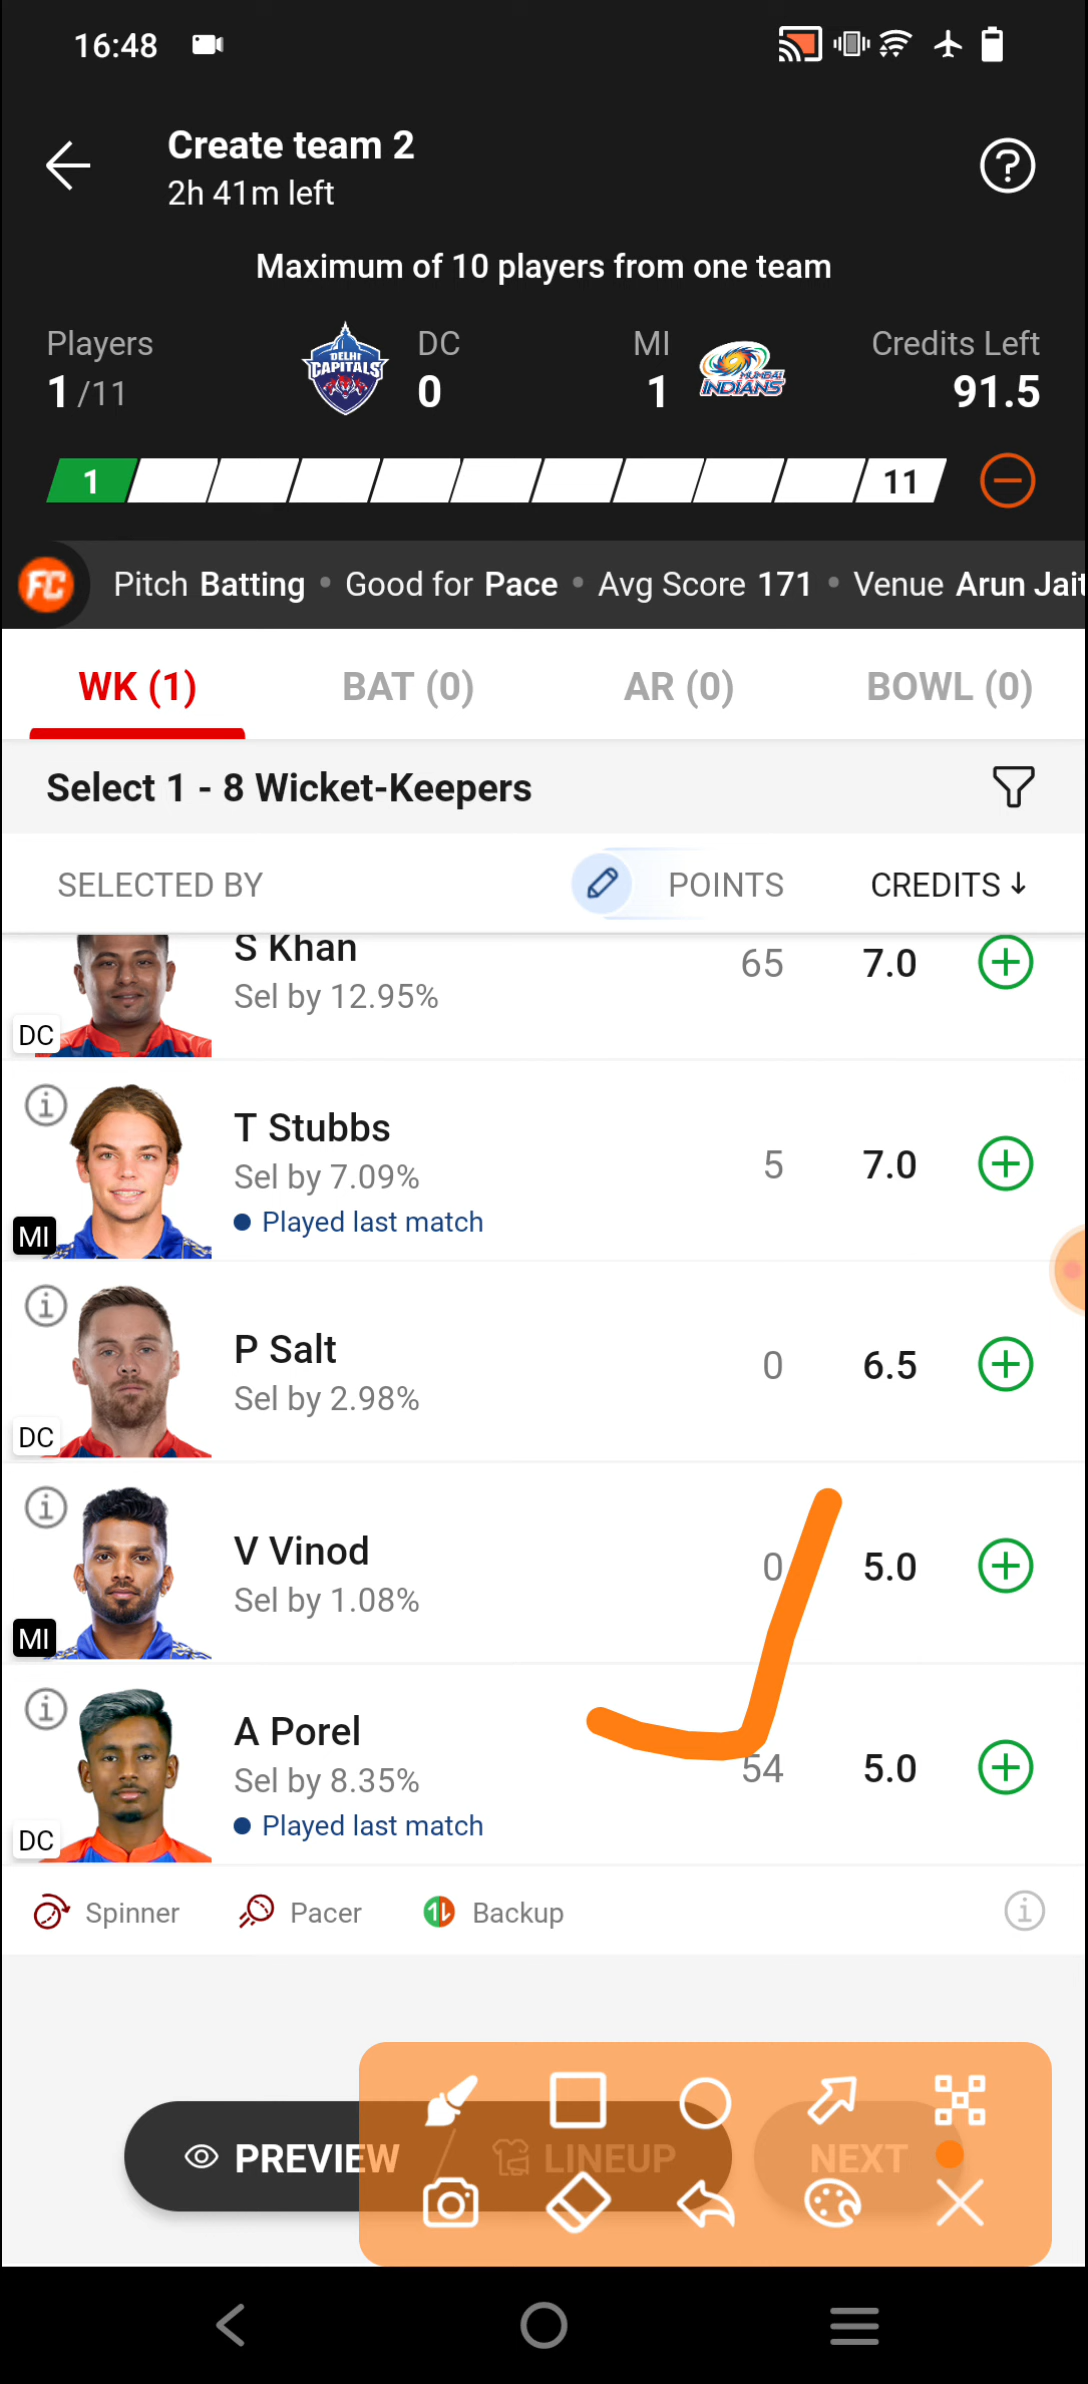 16:48
Create team 2
2h 41m left
Maximum of 10 players from one team
Players DC MI Credits Left
1/11 DELHI CAPITALS 0 1 MUMBAI INDIANS 91.5
1 11
FC Pitch Batting • Good for Pace • Avg Score 171 • Venue Arun Jait
WK (1) BAT (0) AR (0) BOWL (0)
Select 1 - 8 Wicket-Keepers
SELECTED BY POINTS CREDITS ↓
S Khan 65 7.0
Sel by 12.95%
DC
T Stubbs
Sel by 7.09% 5 7.0
Played last match
MI
P Salt 0 6.5
Sel by 2.98%
DC
V Vinod 0 5.0
Sel by 1.08%
MI
A Porel
Sel by 8.35% 54 5.0
Played last match
DC
Spinner Pacer Backup
PREVIEW LINEUP NEXT